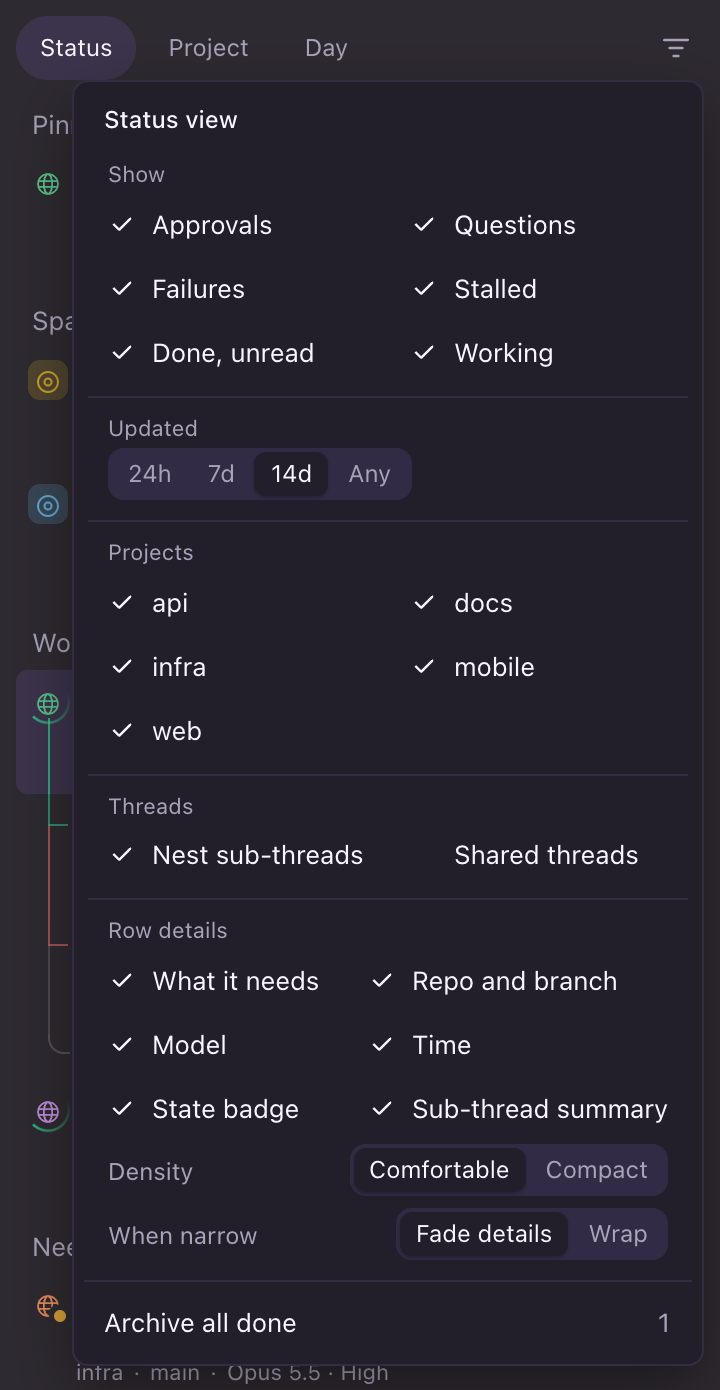 Status Project Day
Status view
Show
Approvals Questions
Failures Stalled
Done, unread Working
Updated
24h 7d 14d Any
Projects
api docs
infra mobile
web
Threads
Nest sub-threads Shared threads
Row details
What it needs Repo and branch
Model Time
State badge Sub-thread summary
Density Comfortable Compact
When narrow Fade details Wrap
Archive all done 1
infra · main · Opus 5.5 · High